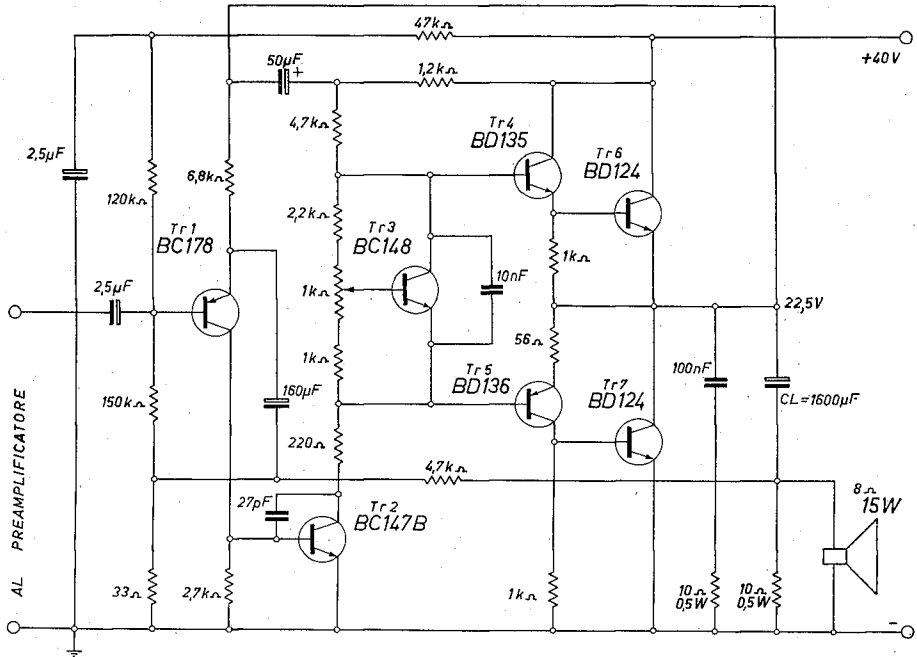 47kΩ
+40V
50µF
+
1,2kΩ
4,7kΩ
Tr4
BD135
Tr6
BD124
2,5µF
6,8kΩ
120kΩ
2,2kΩ
Tr1
BC178
Tr3
BC148
1kΩ
10nF
2,5µF
1kΩ
22,5V
56Ω
1kΩ
100nF
Tr5
BD136
Tr7
BD124
160µF
150kΩ
CL=1600µF
220Ω
4,7kΩ
8Ω
15W
27pF
Tr2
BC147B
AL PREAMPLIFICATORE
33Ω
2,7kΩ
1kΩ
10Ω
0,5W
10Ω
0,5W
-